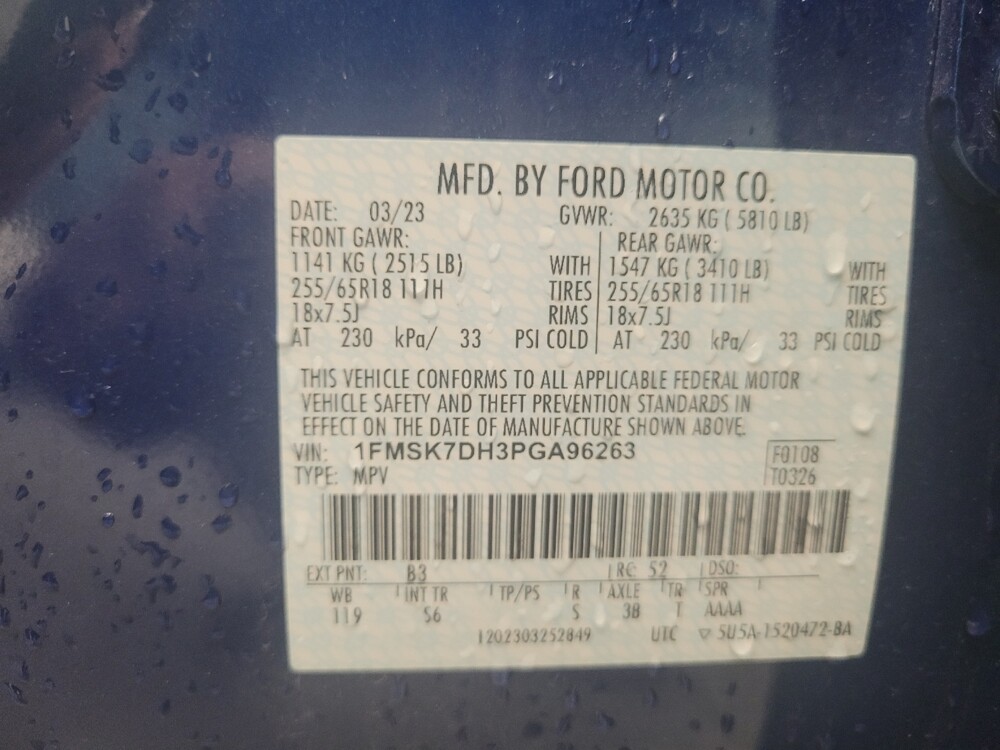 MFD. BY FORD MOTOR CO.
DATE: 03/23 GVWR: 2635 KG ( 5810 LB)
FRONT GAWR: REAR GAWR:
1141 KG ( 2515 LB) WITH 1547 KG ( 3410 LB) WITH
255/65R18 111H TIRES 255/65R18 111H TIRES
18x7.5J RIMS 18x7.5J RIMS
AT 230 kPa/ 33 PSI COLD AT 230 kPa/ 33 PSI COLD
THIS VEHICLE CONFORMS TO ALL APPLICABLE FEDERAL MOTOR
VEHICLE SAFETY AND THEFT PREVENTION STANDARDS IN
EFFECT ON THE DATE OF MANUFACTURE SHOWN ABOVE.
VIN: 1FMSK7DH3PGA96263 F0108
TYPE: MPV T0326
EXT PNT: B3 RC: 52 DSO:
WB INT TR TP/PS R AXLE TR SPR
119 S6 S 3B T AAAA
1202303252849 UTC ▽ 5U5A-1520472-BA